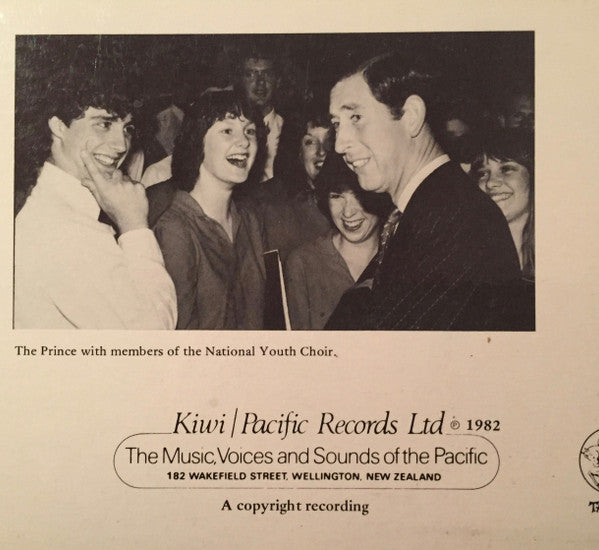 The Prince with members of the National Youth Choir.
Kiwi/Pacific Records Ltd ℗ 1982
The Music, Voices and Sounds of the Pacific
182 WAKEFIELD STREET, WELLINGTON, NEW ZEALAND
A copyright recording